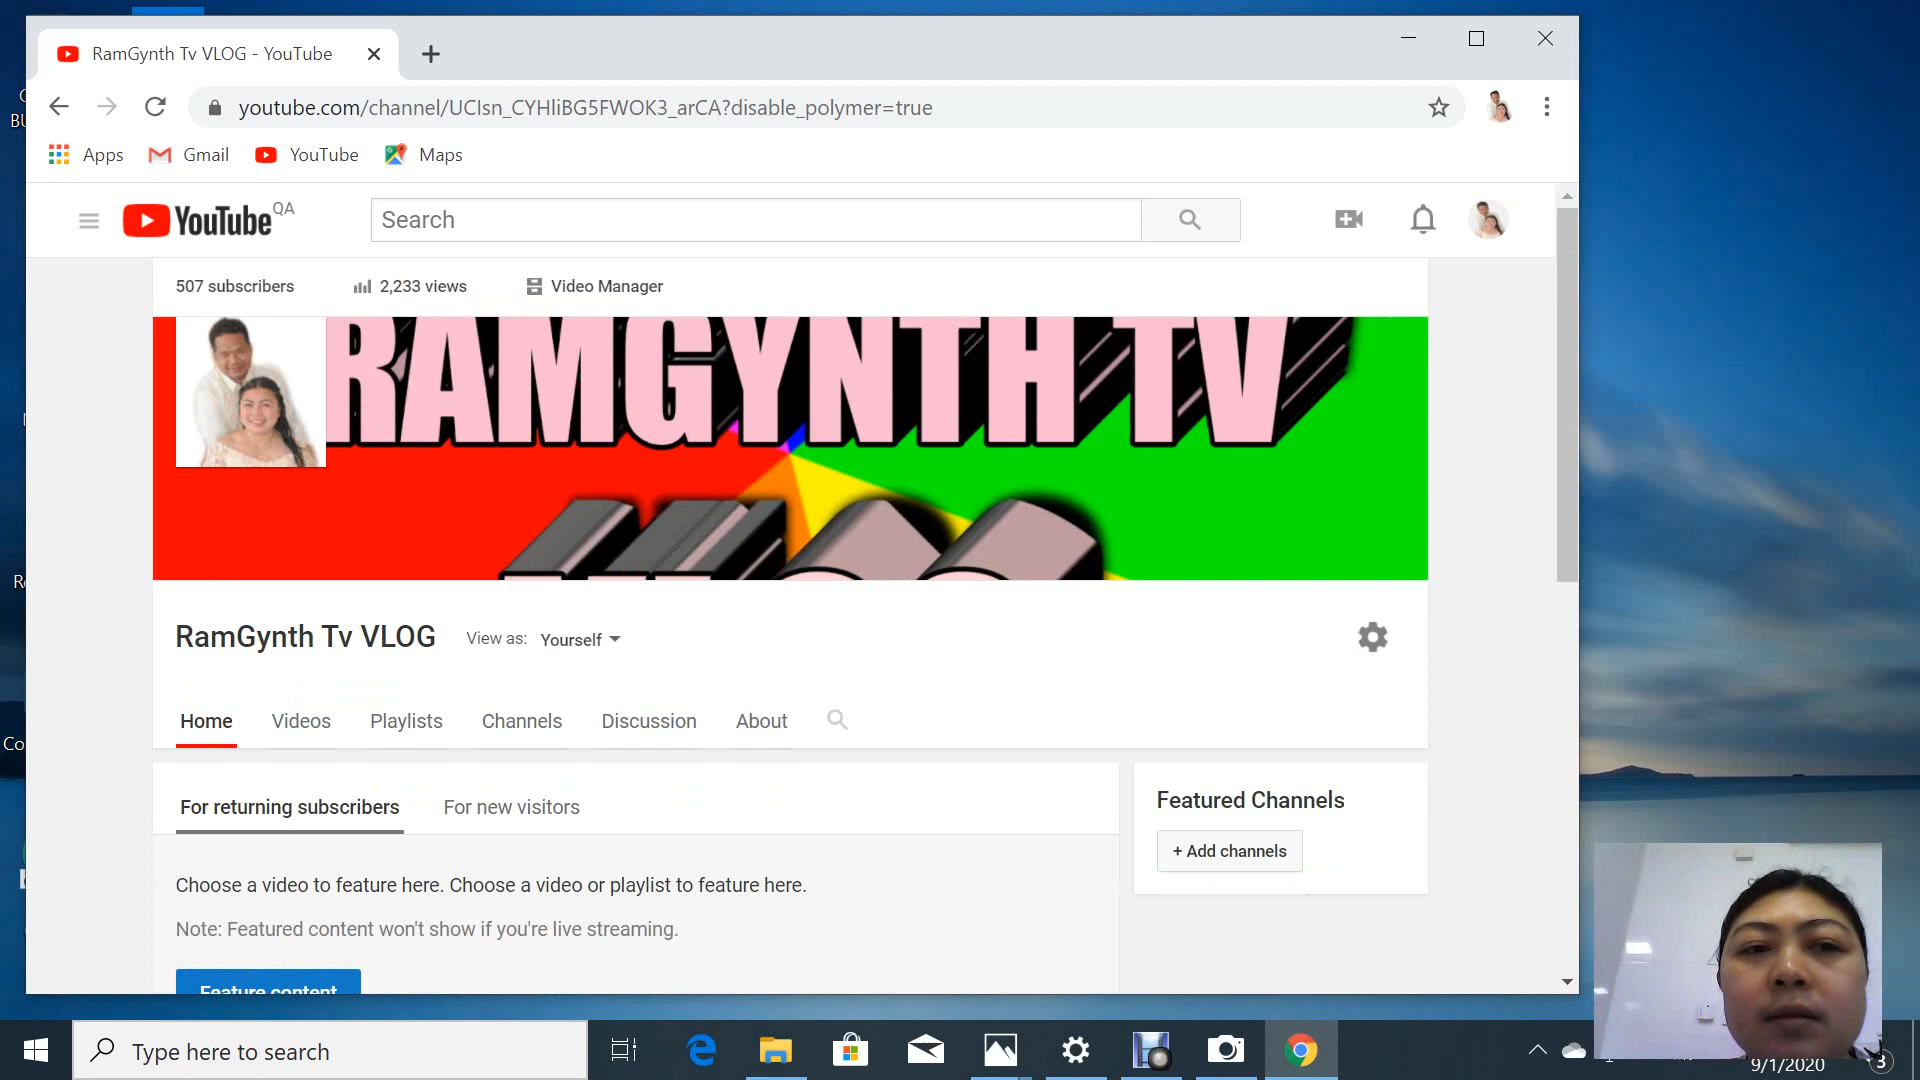 RamGynth Tv VLOG - YouTube
youtube.com/channel/UCIsn_CYHliBG5FWOK3_arCA?disable_polymer=true
Apps Gmail YouTube Maps
YouTube QA
Search
507 subscribers 2,233 views Video Manager
RAMGYNTH TV
RamGynth Tv VLOG View as: Yourself
Home Videos Playlists Channels Discussion About
For returning subscribers For new visitors
Featured Channels
+ Add channels
Choose a video to feature here. Choose a video or playlist to feature here.
Note: Featured content won't show if you're live streaming.
Feature content
Type here to search
9/1/2020
3